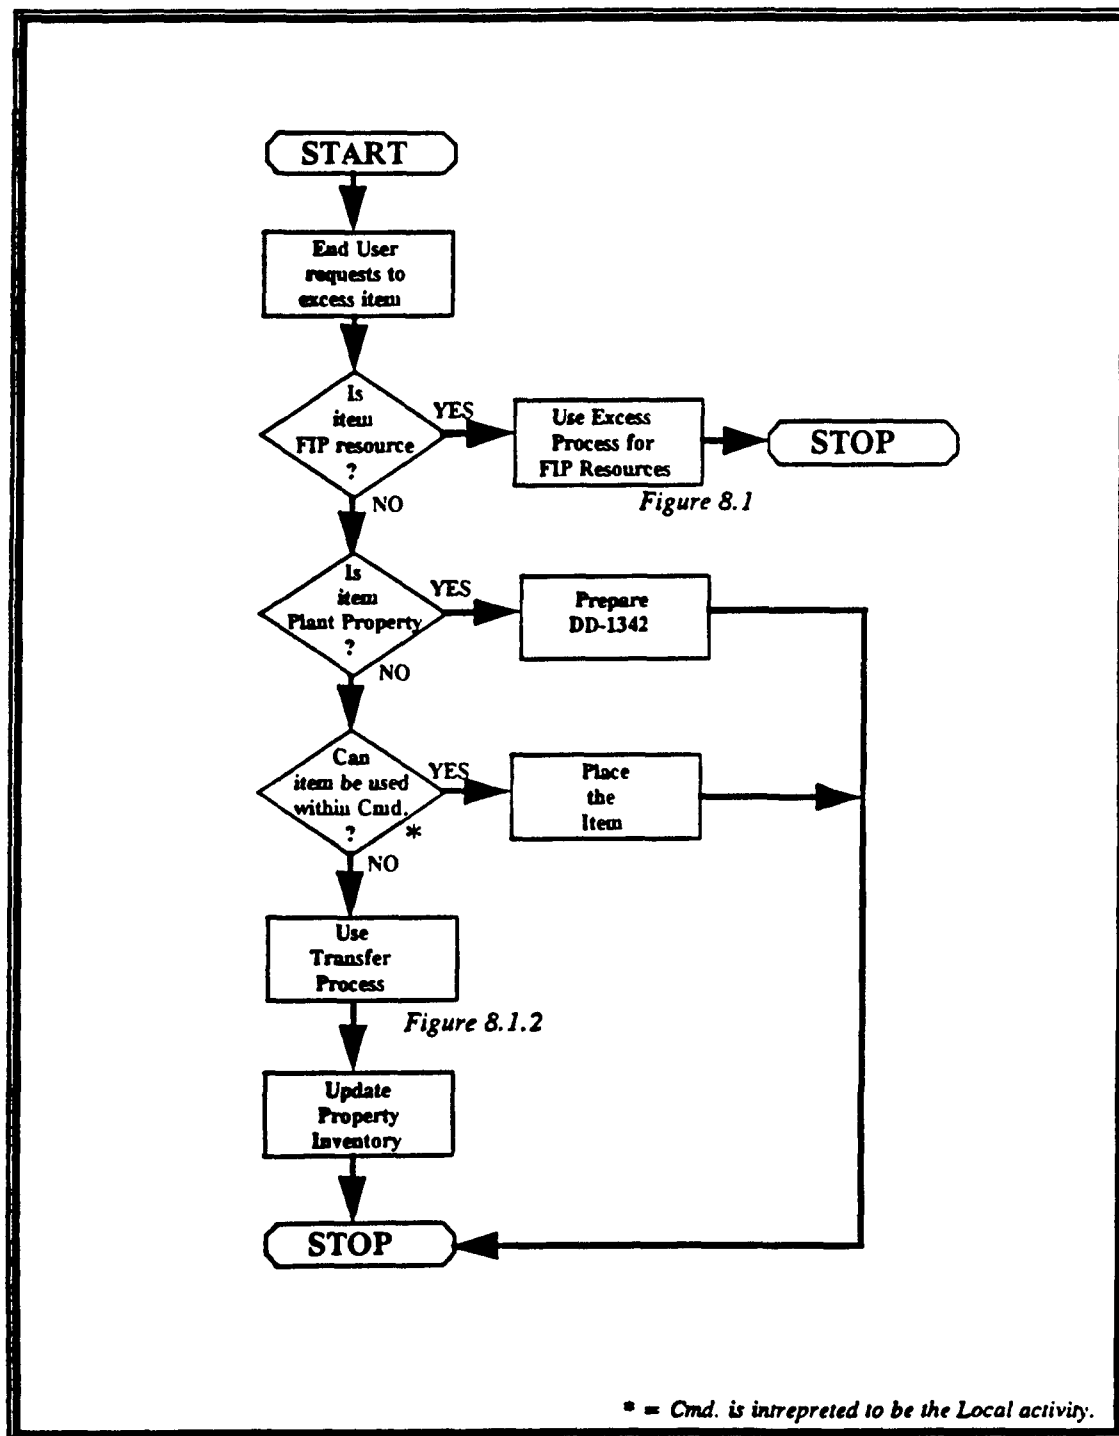 START
End User
requests to
excess item
Is
item
FIP resource
?
YES
Use Excess
Process for
FIP Resources
STOP
Figure 8.1
NO
Is
item
Plant Property
?
YES
Prepare
DD-1342
NO
Can
item be used
within Cmd.
? *
YES
Place
the
Item
NO
Use
Transfer
Process
Figure 8.1.2
Update
Property
Inventory
STOP
* = Cmd. is intrepreted to be the Local activity.